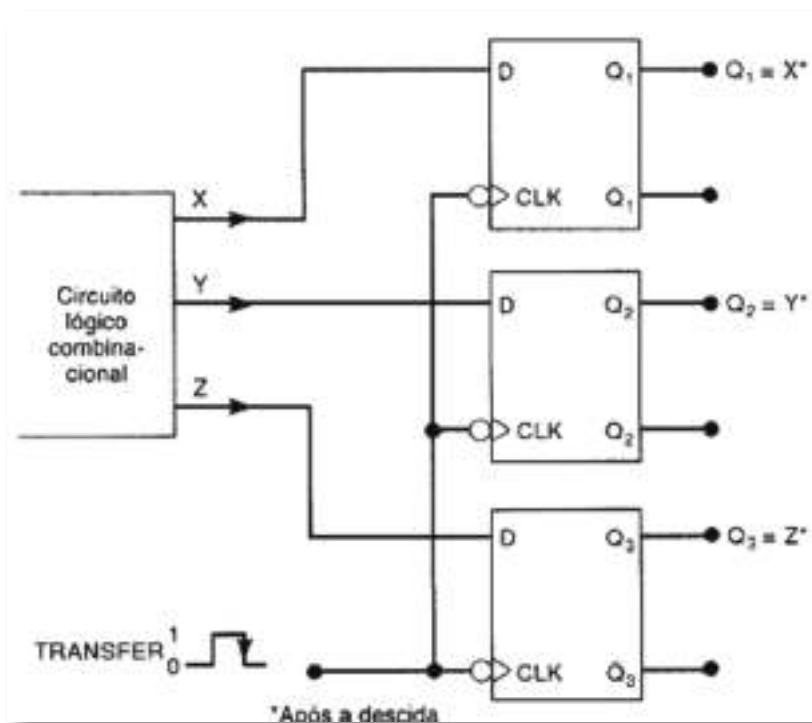 D Q₁ Q₁ = X*
X
CLK Q₁
Circuito
lógico
combina-
cional
Y
D Q₂ Q₂ = Y*
Z
CLK Q₂
D Q₃ Q₃ = Z*
TRANSFER 1
0
CLK Q₃
*Após a descida